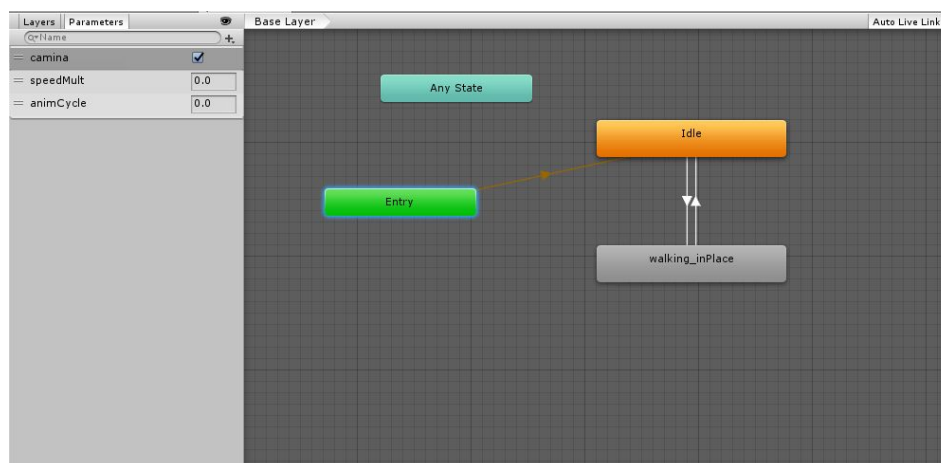 Layers Parameters
Base Layer
Auto Live Link
Name
camina
speedMult 0.0
animCycle 0.0
Any State
Idle
Entry
walking_inPlace